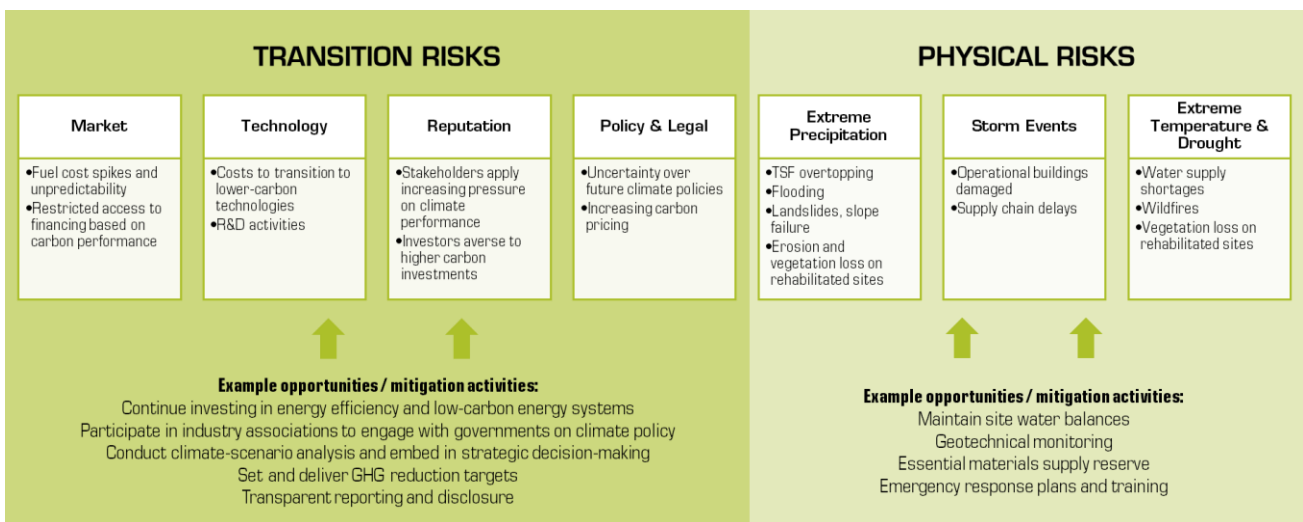 TRANSITION RISKS
Market
•Fuel cost spikes and
unpredictability
•Restricted access to
financing based on
carbon performance
Technology
•Costs to transition to
lower-carbon
technologies
•R&D activities
Reputation
•Stakeholders apply
increasing pressure
on climate
performance
•Investors averse to
higher carbon
investments
Policy & Legal
•Uncertainty over
future climate policies
•Increasing carbon
pricing
Example opportunities / mitigation activities:
Continue investing in energy efficiency and low-carbon energy systems
Participate in industry associations to engage with governments on climate policy
Conduct climate-scenario analysis and embed in strategic decision-making
Set and deliver GHG reduction targets
Transparent reporting and disclosure
PHYSICAL RISKS
Extreme
Precipitation
•TSF overtopping
•Flooding
•Landslides, slope
failure
•Erosion and
vegetation loss on
rehabilitated sites
Storm Events
•Operational buildings
damaged
•Supply chain delays
Extreme
Temperature &
Drought
•Water supply
shortages
•Wildfires
•Vegetation loss on
rehabilitated sites
Example opportunities / mitigation activities:
Maintain site water balances
Geotechnical monitoring
Essential materials supply reserve
Emergency response plans and training